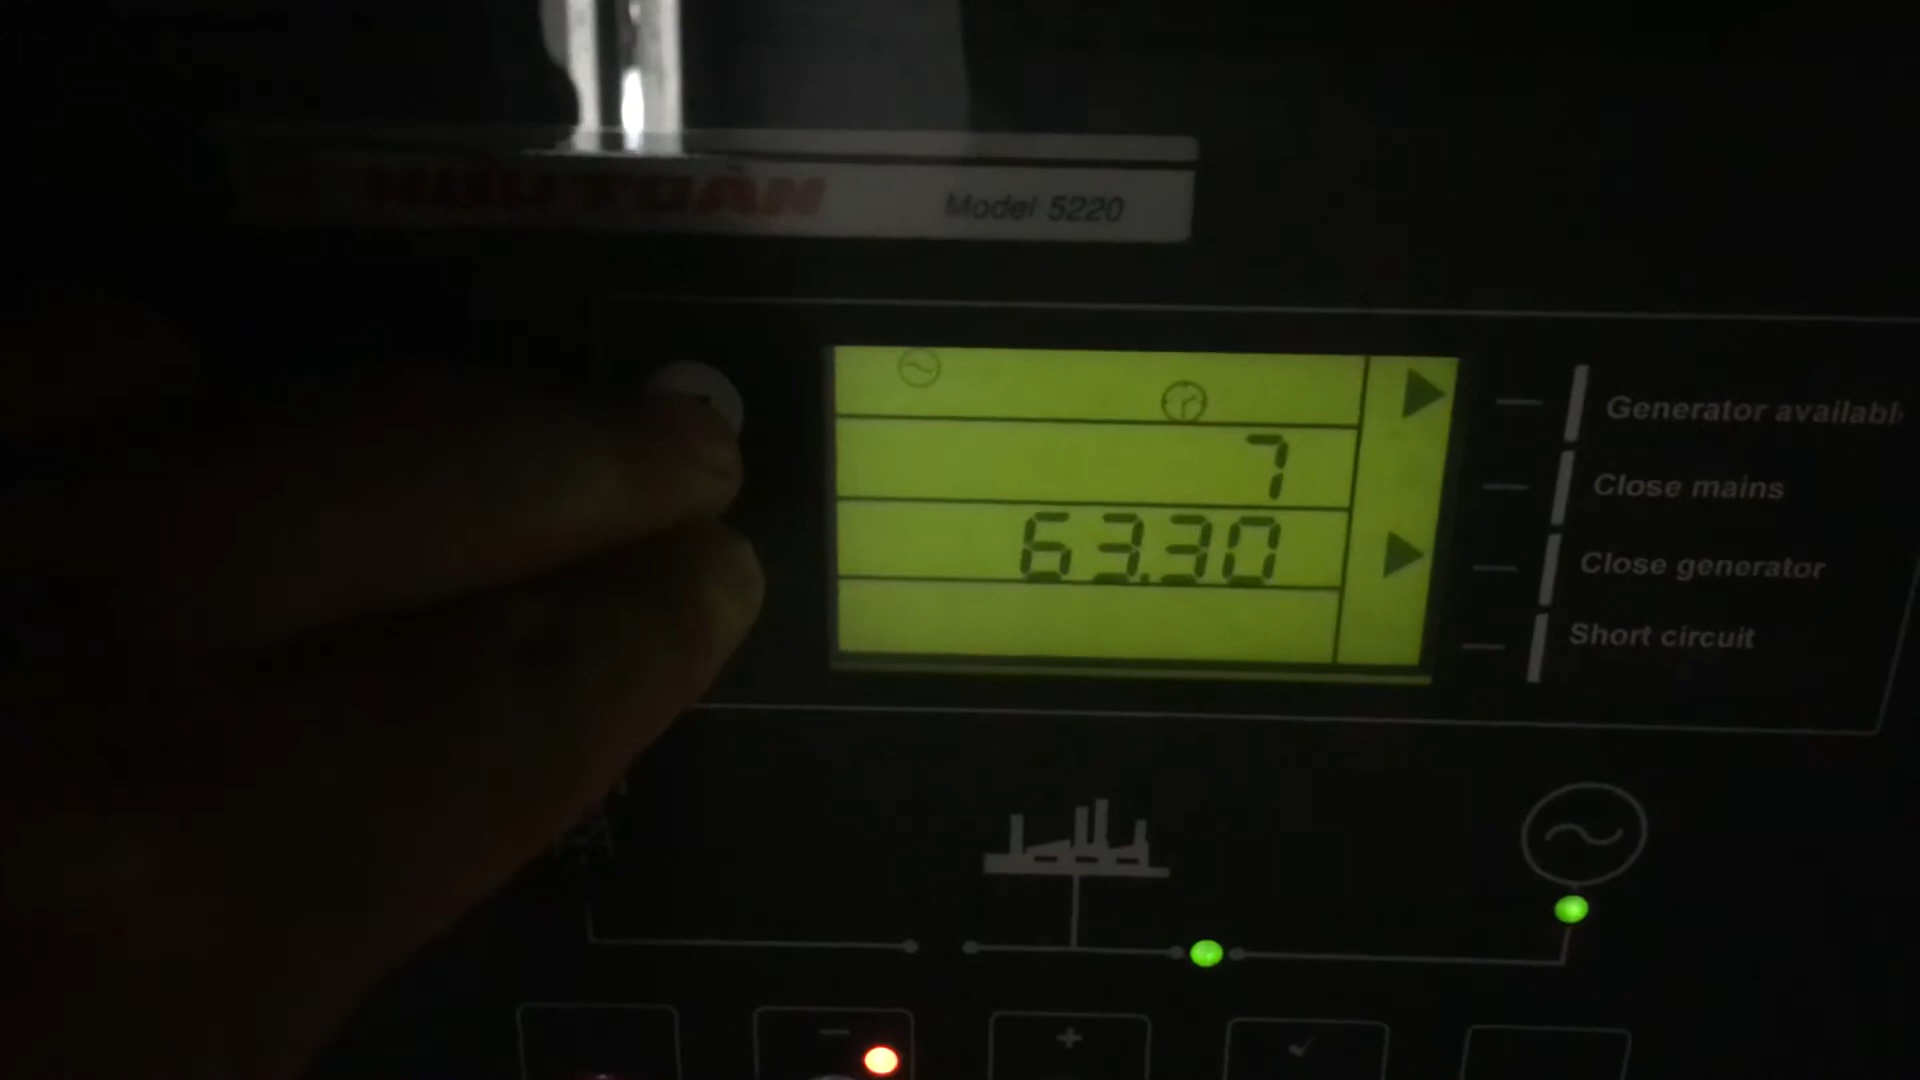 Model 5220
7
63.30
Generator availabl
Close mains
Close generator
Short circuit